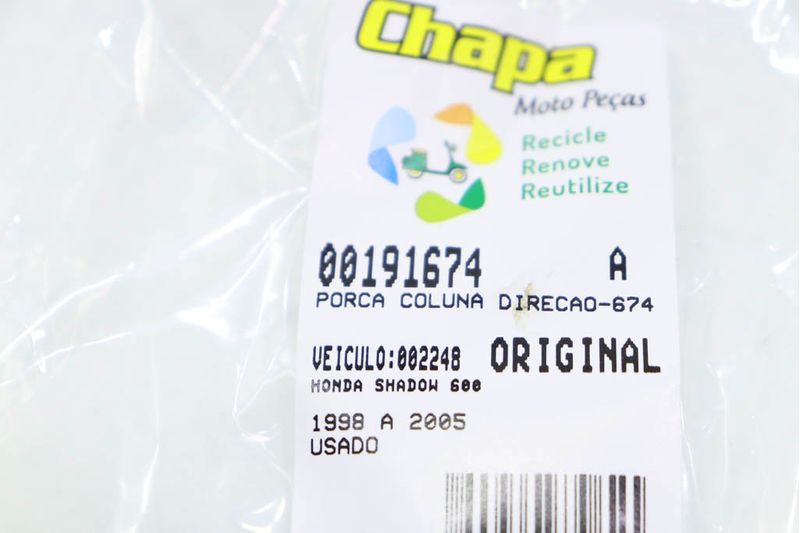 Chapa
Moto Peças
Recicle
Renove
Reutilize
00191674 A
PORCA COLUNA DIRECAO-674
VEICULO:002248 ORIGINAL
HONDA SHADOW 600
1998 A 2005
USADO